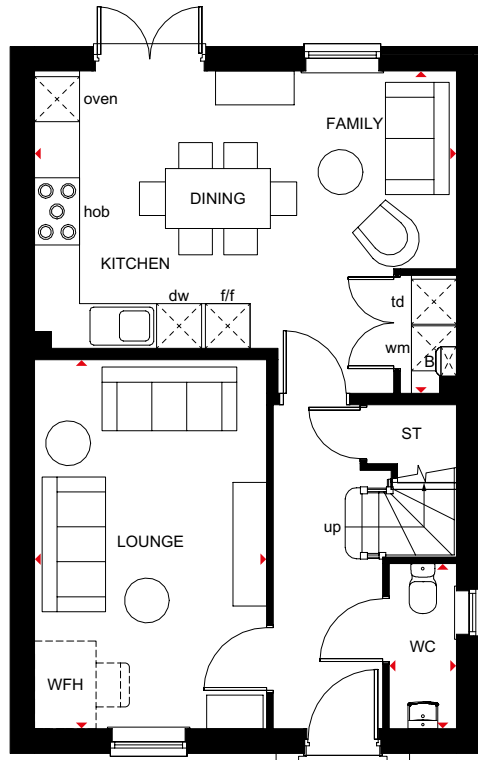 oven
FAMILY
DINING
hob
KITCHEN
dw
f/f
td
wm
B
ST
up
LOUNGE
WC
WFH